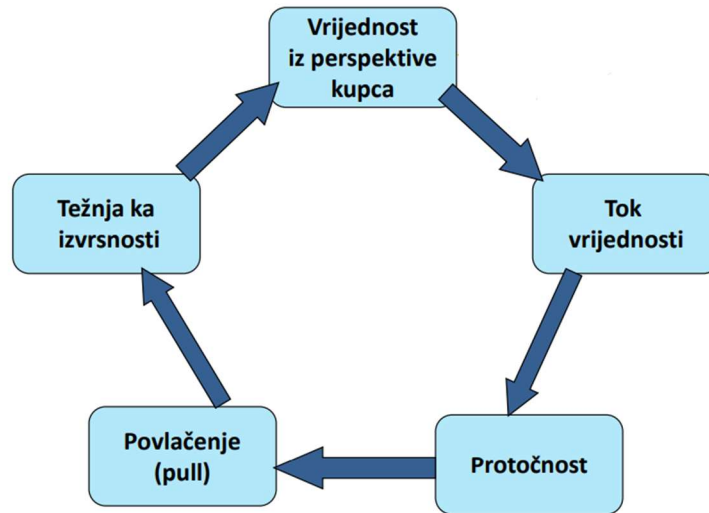 Vrijednost
iz perspektive
kupca
Tok
vrijednosti
Protočnost
Povlačenje
(pull)
Težnja ka
izvrsnosti